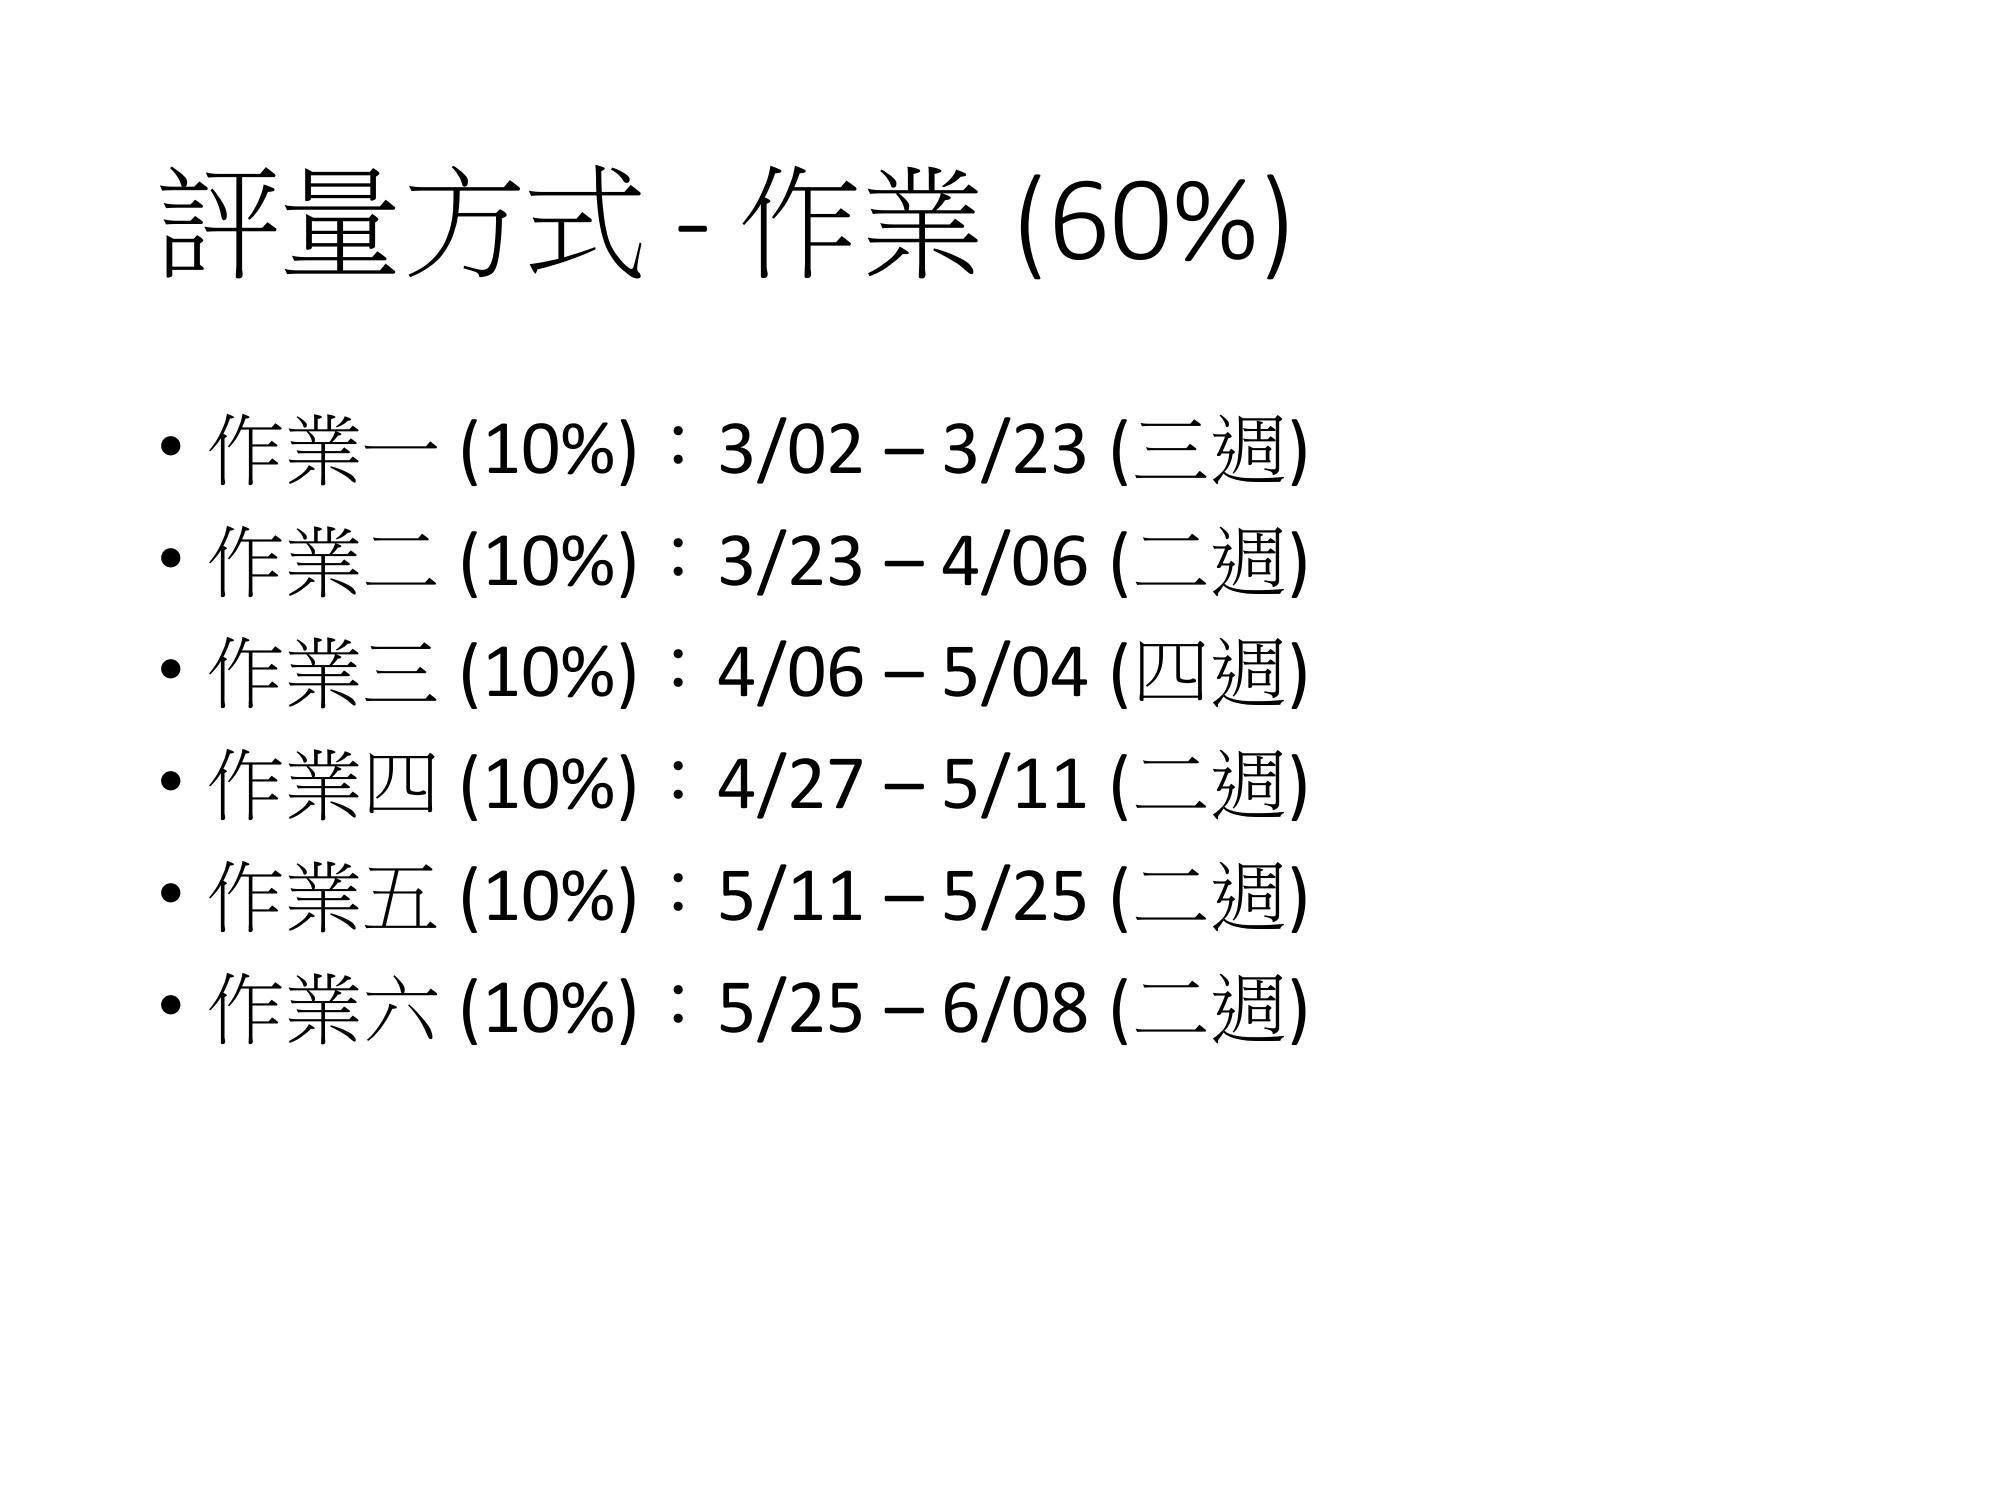 評量方式 - 作業 (60%)
• 作業一 (10%)：3/02 – 3/23 (三週)
• 作業二 (10%)：3/23 – 4/06 (二週)
• 作業三 (10%)：4/06 – 5/04 (四週)
• 作業四 (10%)：4/27 – 5/11 (二週)
• 作業五 (10%)：5/11 – 5/25 (二週)
• 作業六 (10%)：5/25 – 6/08 (二週)